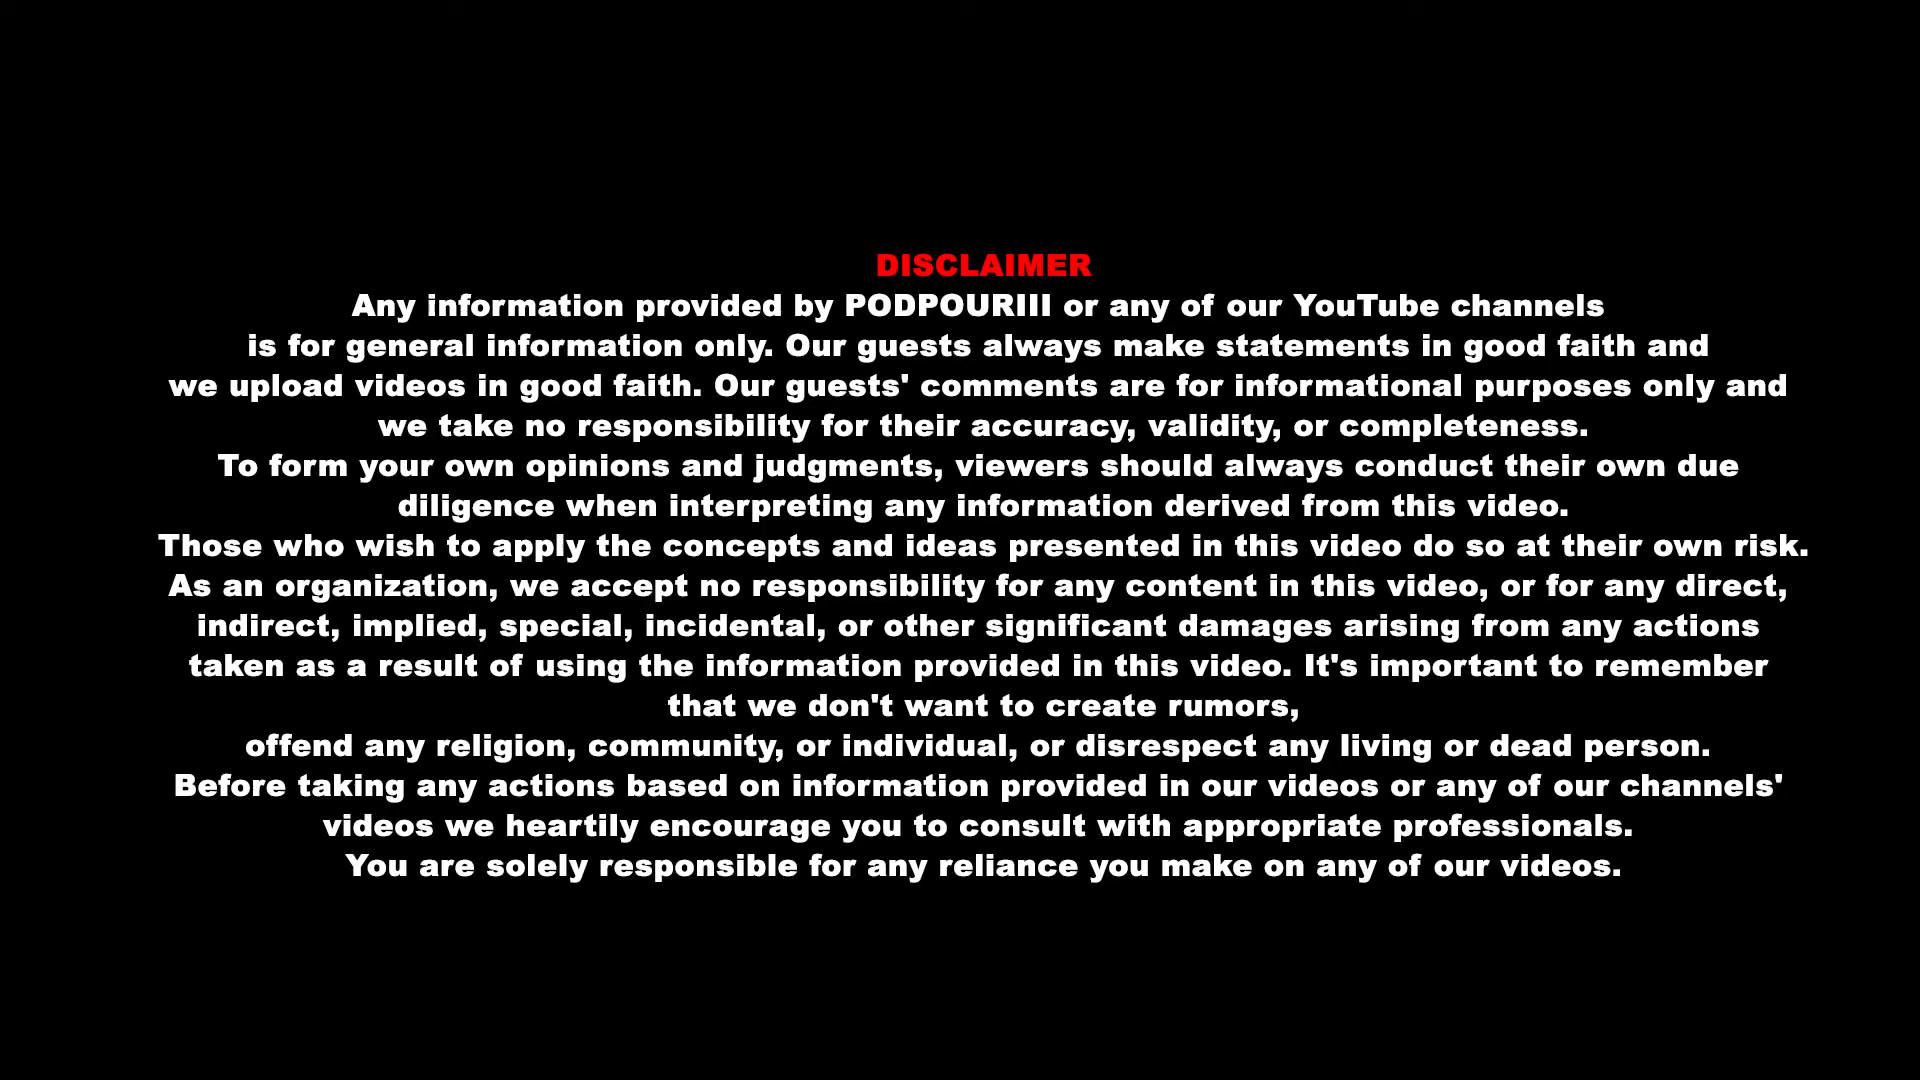 DISCLAIMER
Any information provided by PODPOURIII or any of our YouTube channels
is for general information only. Our guests always make statements in good faith and
we upload videos in good faith. Our guests' comments are for informational purposes only and
we take no responsibility for their accuracy, validity, or completeness.
To form your own opinions and judgments, viewers should always conduct their own due
diligence when interpreting any information derived from this video.
Those who wish to apply the concepts and ideas presented in this video do so at their own risk.
As an organization, we accept no responsibility for any content in this video, or for any direct,
indirect, implied, special, incidental, or other significant damages arising from any actions
taken as a result of using the information provided in this video. It's important to remember
that we don't want to create rumors,
offend any religion, community, or individual, or disrespect any living or dead person.
Before taking any actions based on information provided in our videos or any of our channels'
videos we heartily encourage you to consult with appropriate professionals.
You are solely responsible for any reliance you make on any of our videos.